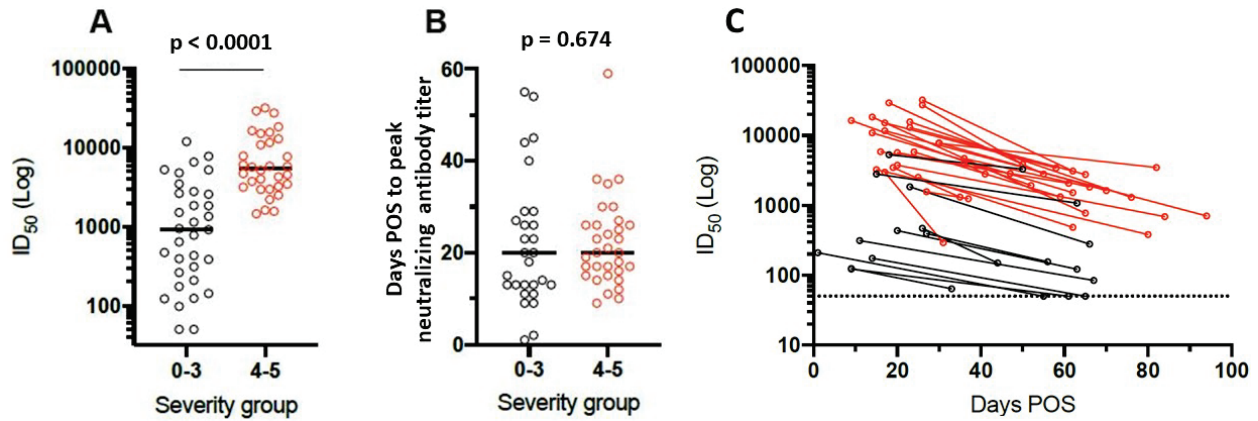 A
p < 0.0001
100000
10000
1000
100
ID50 (Log)
0-3
4-5
Severity group
B
p = 0.674
60
40
20
0
Days POS to peak
neutralizing antibody titer
0-3
4-5
Severity group
C
100000
10000
1000
100
10
ID50 (Log)
0
20
40
60
80
100
Days POS